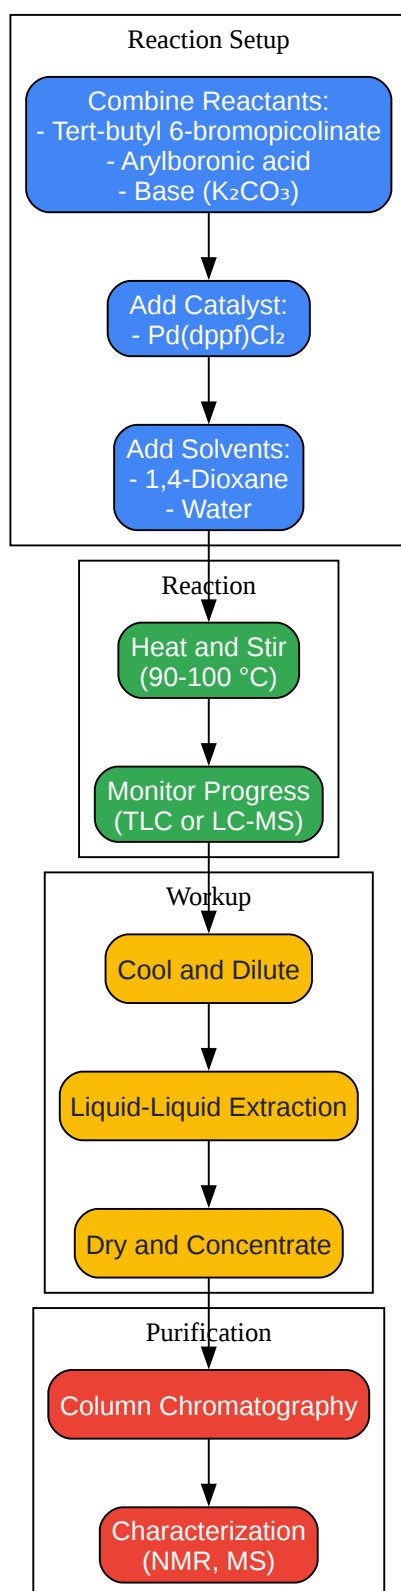 Reaction Setup
Combine Reactants:
- Tert-butyl 6-bromopicolinate
- Arylboronic acid
- Base (K₂CO₃)
Add Catalyst:
- Pd(dppf)Cl₂
Add Solvents:
- 1,4-Dioxane
- Water
Reaction
Heat and Stir
(90-100 °C)
Monitor Progress
(TLC or LC-MS)
Workup
Cool and Dilute
Liquid-Liquid Extraction
Dry and Concentrate
Purification
Column Chromatography
Characterization
(NMR, MS)